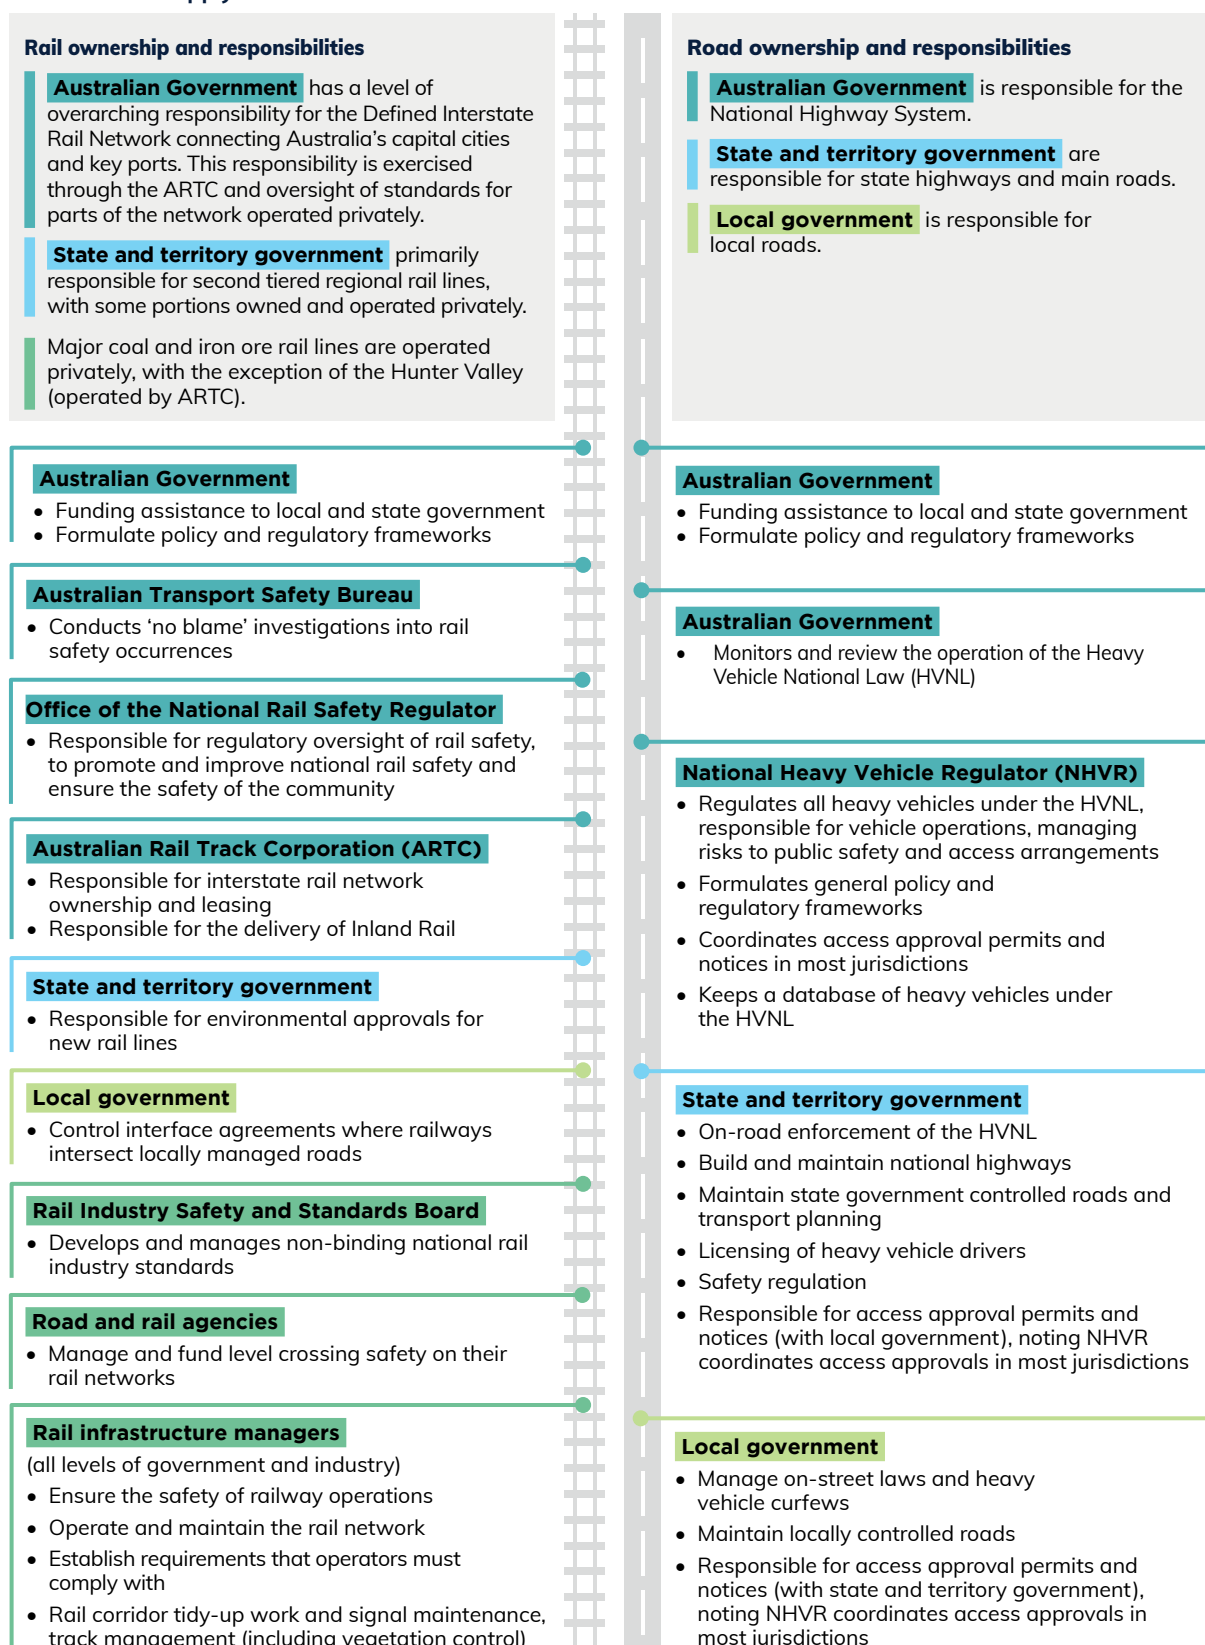 Rail ownership and responsibilities
Australian Government has a level of
overarching responsibility for the Defined Interstate
Rail Network connecting Australia's capital cities
and key ports. This responsibility is exercised
through the ARTC and oversight of standards for
parts of the network operated privately.
State and territory government primarily
responsible for second tiered regional rail lines,
with some portions owned and operated privately.
Major coal and iron ore rail lines are operated
privately, with the exception of the Hunter Valley
(operated by ARTC).
Australian Government
• Funding assistance to local and state government
• Formulate policy and regulatory frameworks
Australian Transport Safety Bureau
• Conducts ‘no blame’ investigations into rail
safety occurrences
Office of the National Rail Safety Regulator
• Responsible for regulatory oversight of rail safety,
to promote and improve national rail safety and
ensure the safety of the community
Australian Rail Track Corporation (ARTC)
• Responsible for interstate rail network
ownership and leasing
• Responsible for the delivery of Inland Rail
State and territory government
• Responsible for environmental approvals for
new rail lines
Local government
• Control interface agreements where railways
intersect locally managed roads
Rail Industry Safety and Standards Board
• Develops and manages non-binding national rail
industry standards
Road and rail agencies
• Manage and fund level crossing safety on their
rail networks
Rail infrastructure managers
(all levels of government and industry)
• Ensure the safety of railway operations
• Operate and maintain the rail network
• Establish requirements that operators must
comply with
• Rail corridor tidy-up work and signal maintenance,
track management (including vegetation control)
Road ownership and responsibilities
Australian Government is responsible for the
National Highway System.
State and territory government are
responsible for state highways and main roads.
Local government is responsible for
local roads.
Australian Government
• Funding assistance to local and state government
• Formulate policy and regulatory frameworks
Australian Government
• Monitors and review the operation of the Heavy
Vehicle National Law (HVNL)
National Heavy Vehicle Regulator (NHVR)
• Regulates all heavy vehicles under the HVNL,
responsible for vehicle operations, managing
risks to public safety and access arrangements
• Formulates general policy and
regulatory frameworks
• Coordinates access approval permits and
notices in most jurisdictions
• Keeps a database of heavy vehicles under
the HVNL
State and territory government
• On-road enforcement of the HVNL
• Build and maintain national highways
• Maintain state government controlled roads and
transport planning
• Licensing of heavy vehicle drivers
• Safety regulation
• Responsible for access approval permits and
notices (with local government), noting NHVR
coordinates access approvals in most jurisdictions
Local government
• Manage on-street laws and heavy
vehicle curfews
• Maintain locally controlled roads
• Responsible for access approval permits and
notices (with state and territory government),
noting NHVR coordinates access approvals in
most jurisdictions